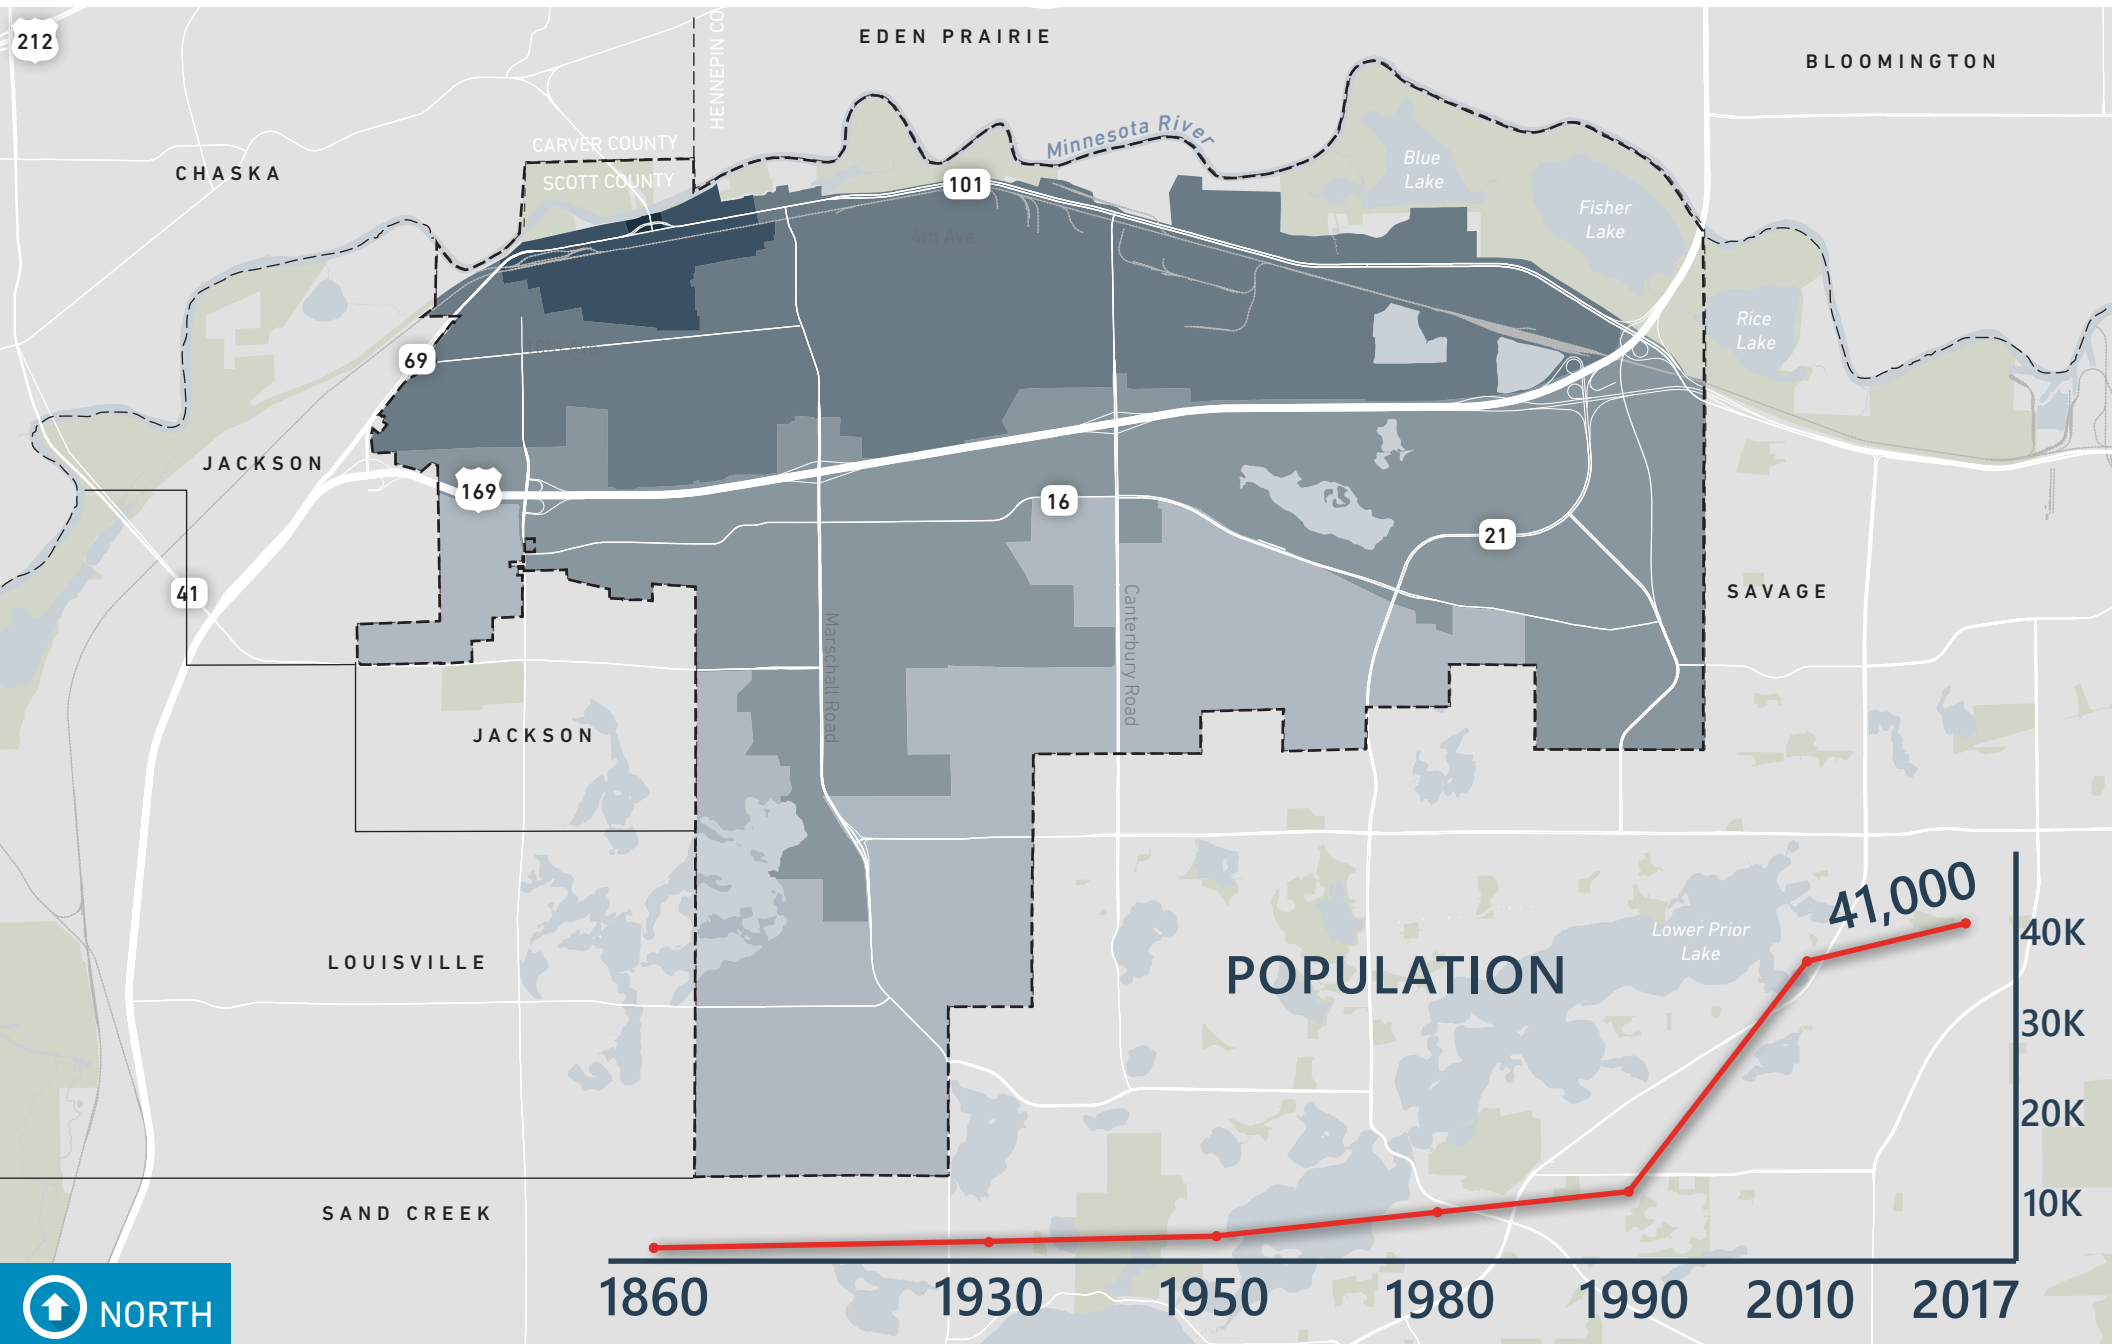 212
EDEN PRAIRIE
BLOOMINGTON
HENNEPIN CO
CARVER COUNTY
SCOTT COUNTY
CHASKA
Minnesota River
Blue
Lake
101
Fisher
Lake
4th Ave.
Rice
Lake
10th Ave.
69
JACKSON
169
16
21
41
SAVAGE
Marschall Road
Canterbury Road
JACKSON
LOUISVILLE
Lower Prior
Lake
POPULATION
41,000
40K
30K
20K
10K
SAND CREEK
1860
1930
1950
1980
1990
2010
2017
NORTH